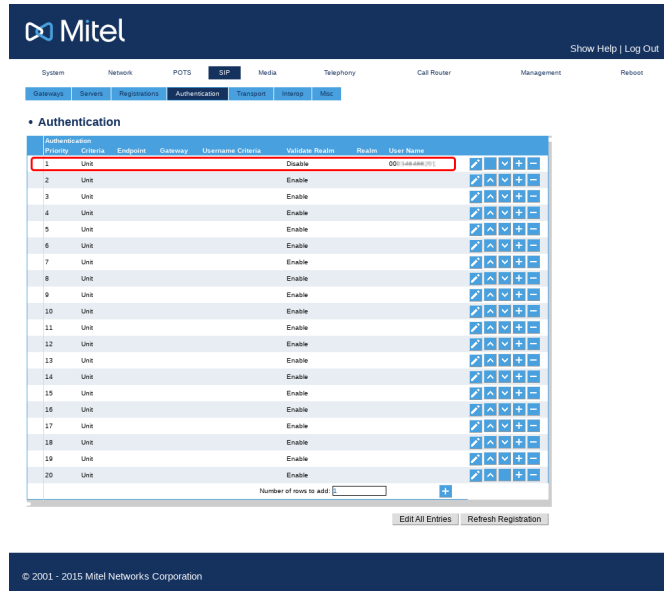 Mitel
Show Help | Log Out
System Network POTS SIP Media Telephony Call Router Management Reboot
Gateways Servers Registrations Authentication Transport Interop Misc
• Authentication
Authentication
Priority Criteria Endpoint Gateway Username Criteria Validate Realm Realm User Name
1 Unit Disable 00
2 Unit Enable
3 Unit Enable
4 Unit Enable
5 Unit Enable
6 Unit Enable
7 Unit Enable
8 Unit Enable
9 Unit Enable
10 Unit Enable
11 Unit Enable
12 Unit Enable
13 Unit Enable
14 Unit Enable
15 Unit Enable
16 Unit Enable
17 Unit Enable
18 Unit Enable
19 Unit Enable
20 Unit Enable
Number of rows to add: 1
Edit All Entries Refresh Registration
© 2001 - 2015 Mitel Networks Corporation